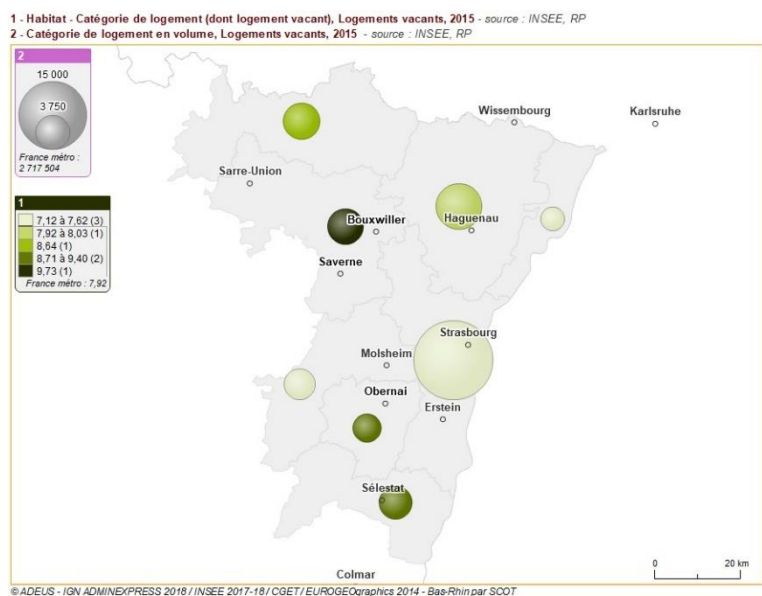 1 - Habitat - Catégorie de logement (dont logement vacant), Logements vacants, 2015 - source : INSEE, RP
2 - Catégorie de logement en volume, Logements vacants, 2015 - source : INSEE, RP
2
15 000
3 750
France métro :
2 717 504
1
7,12 à 7,62 (3)
7,92 à 8,03 (1)
8,64 (1)
8,71 à 9,40 (2)
9,73 (1)
France métro : 7,92
Wissembourg
Karlsruhe
Sarre-Union
Bouxwiller
Haguenau
Saverne
Strasbourg
Molsheim
Obernai
Erstein
Sélestat
Colmar
0 20 km
© ADEUS - IGN ADMINEXPRESS 2018 / INSEE 2017-18 / CGET / EUROGEOgraphics 2014 - Bas-Rhin par SCOT